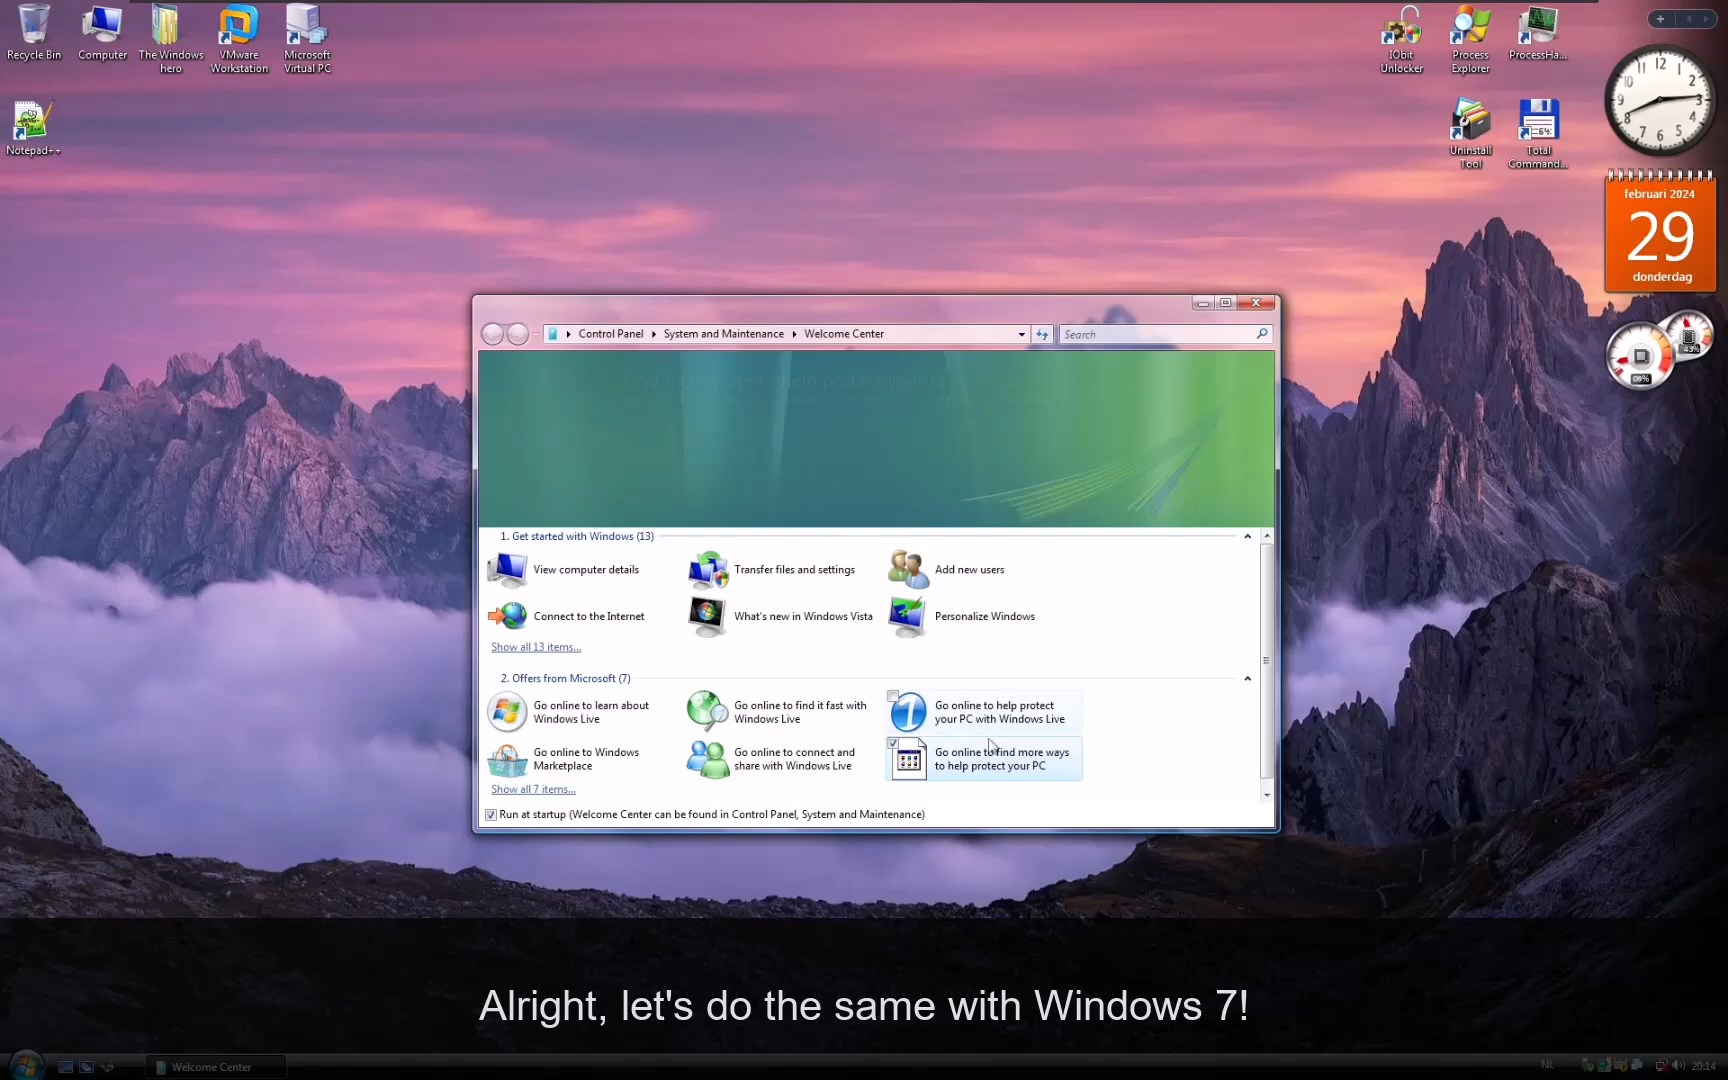 Recycle Bin
Computer
The Windows
hero
VMware
Workstation
Microsoft
Virtual PC
IObit
Unlocker
Process
Explorer
ProcessHa...
Notepad++
Uninstall
Tool
Total
Command...
februari 2024
29
donderdag
09%
43%
Control Panel
System and Maintenance
Welcome Center
Search
1. Get started with Windows (13)
View computer details
Transfer files and settings
Add new users
Connect to the Internet
What's new in Windows Vista
Personalize Windows
Show all 13 items...
2. Offers from Microsoft (7)
Go online to learn about
Windows Live
Go online to find it fast with
Windows Live
Go online to help protect
your PC with Windows Live
Go online to Windows
Marketplace
Go online to connect and
share with Windows Live
Go online to find more ways
to help protect your PC
Show all 7 items...
Run at startup (Welcome Center can be found in Control Panel, System and Maintenance)
Alright, let's do the same with Windows 7!
Welcome Center
NL
20:14